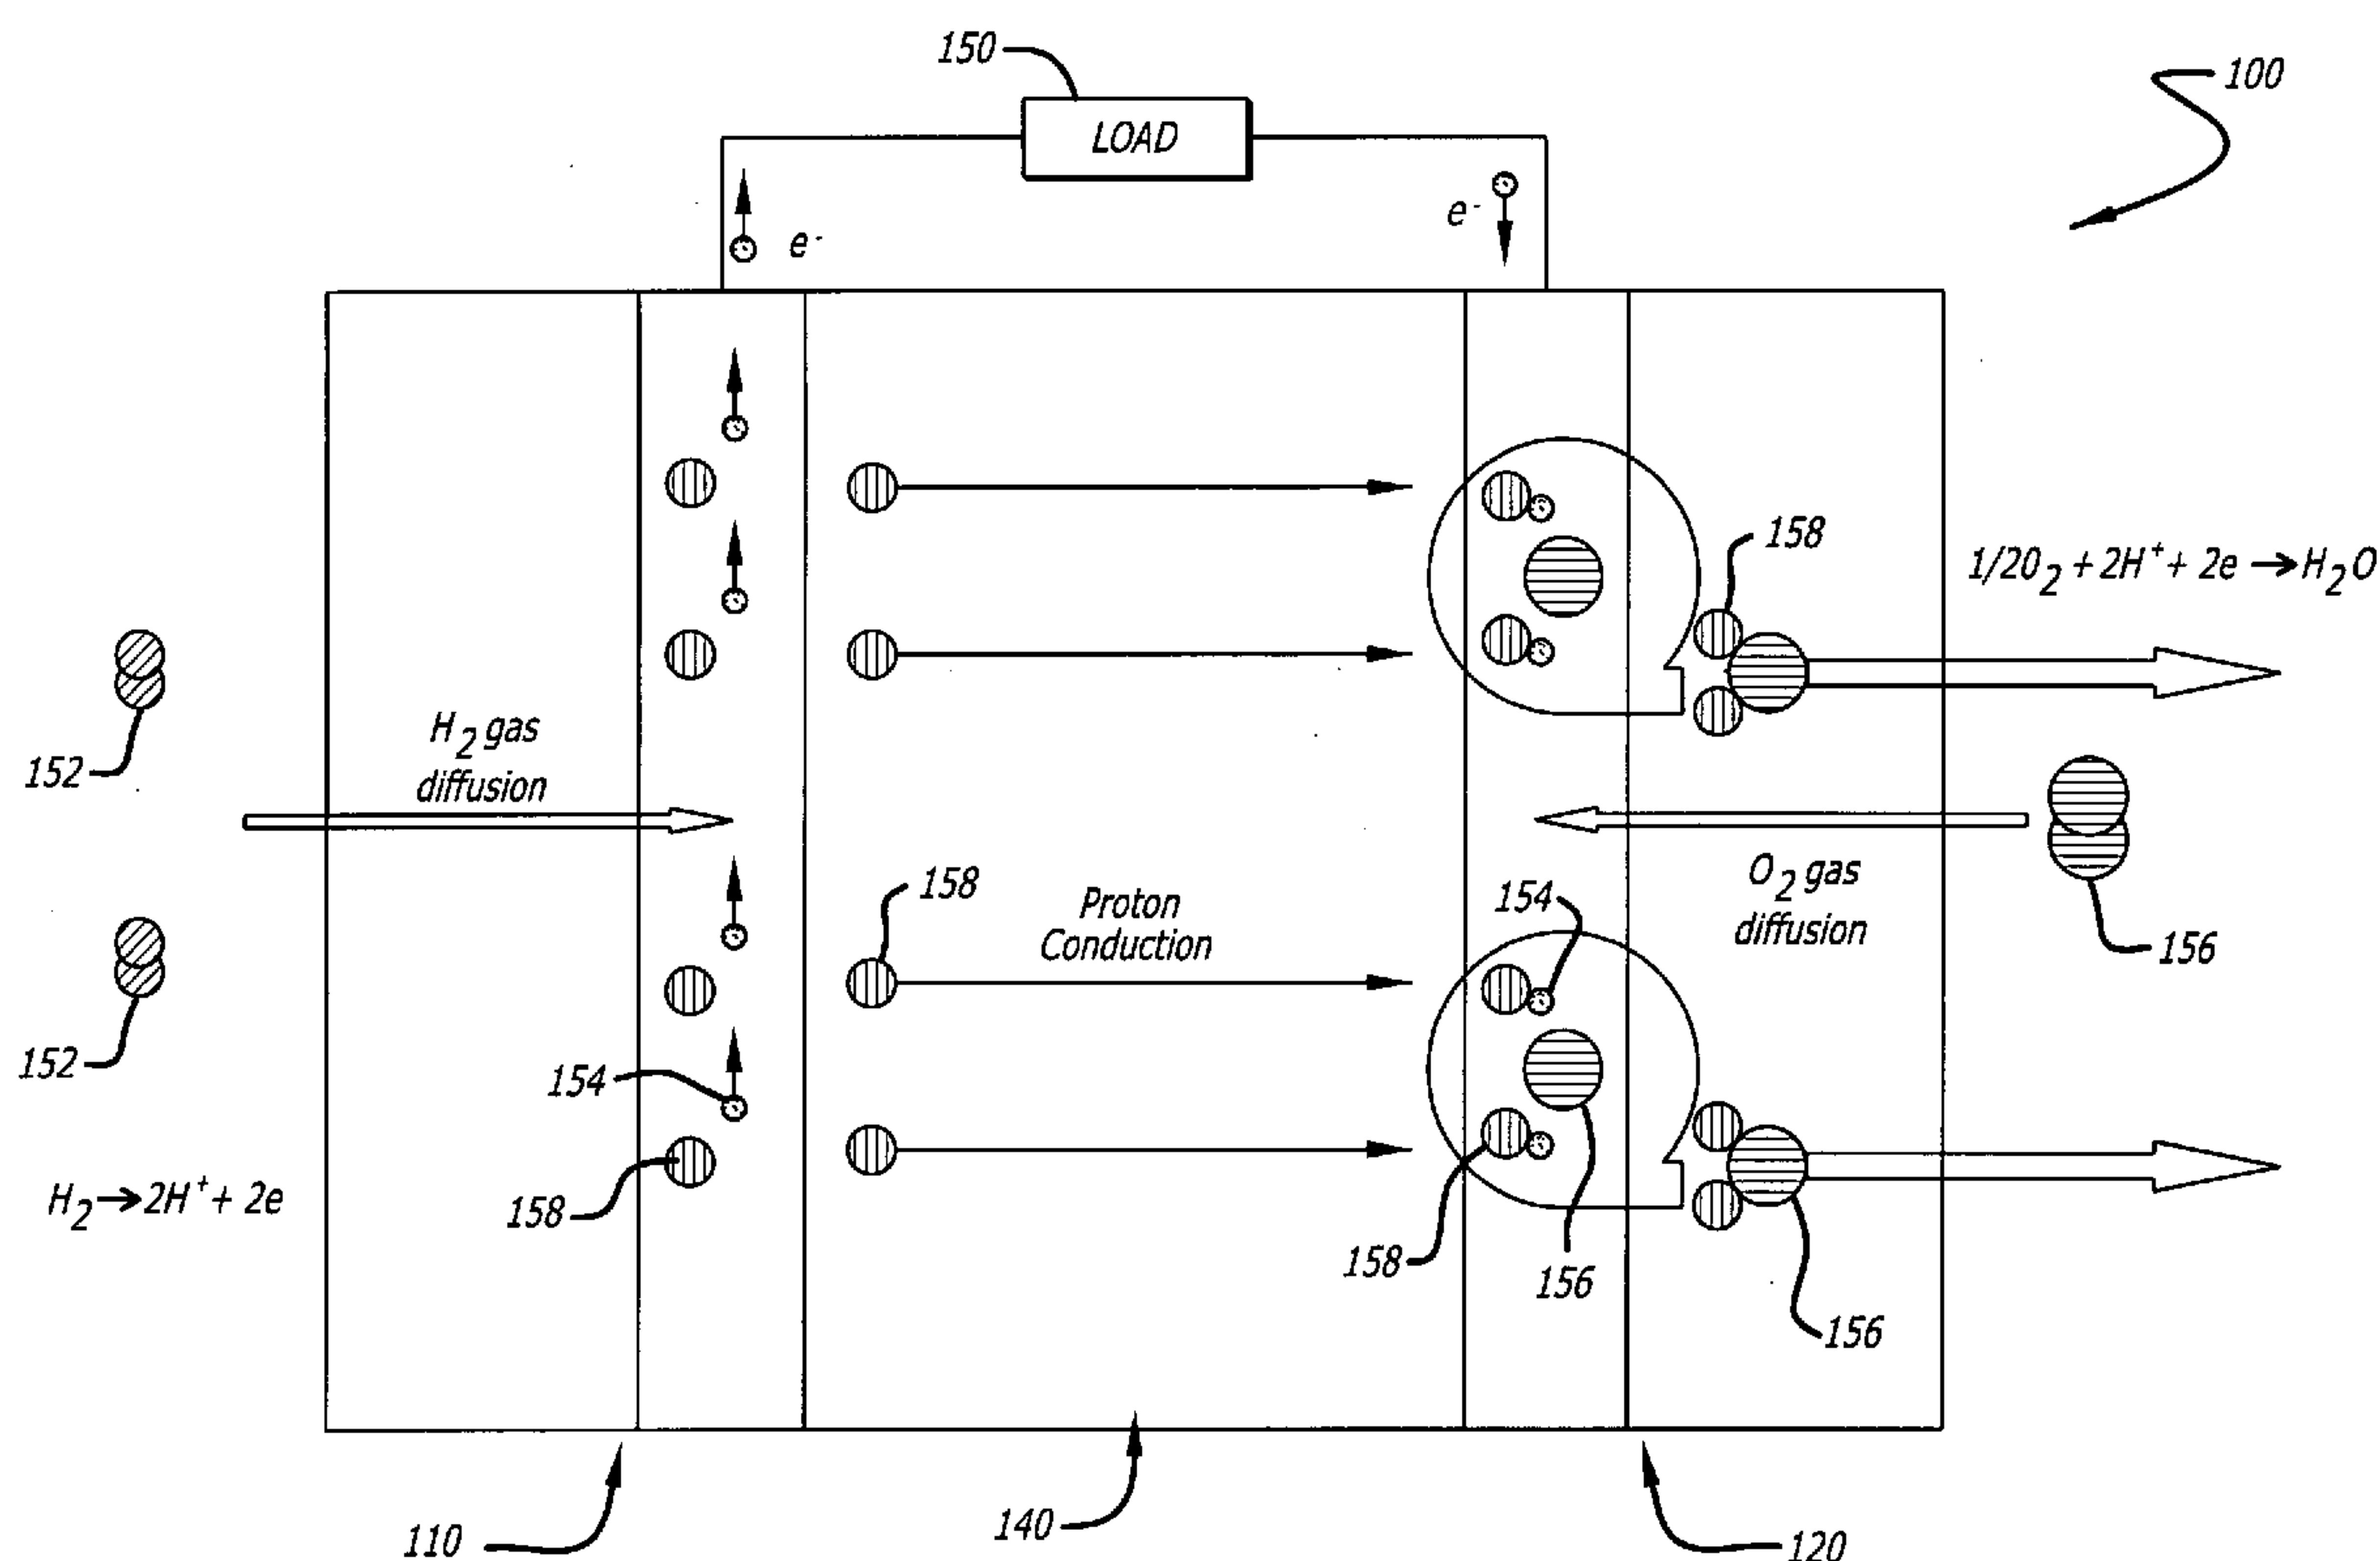 150
100
LOAD
e-
e-
158
1/2O2 + 2H+ + 2e → H2O
H2 gas
diffusion
152
158
Proton
Conduction
154
O2 gas
diffusion
156
152
154
H2 → 2H+ + 2e
158
158
156
156
110
140
120